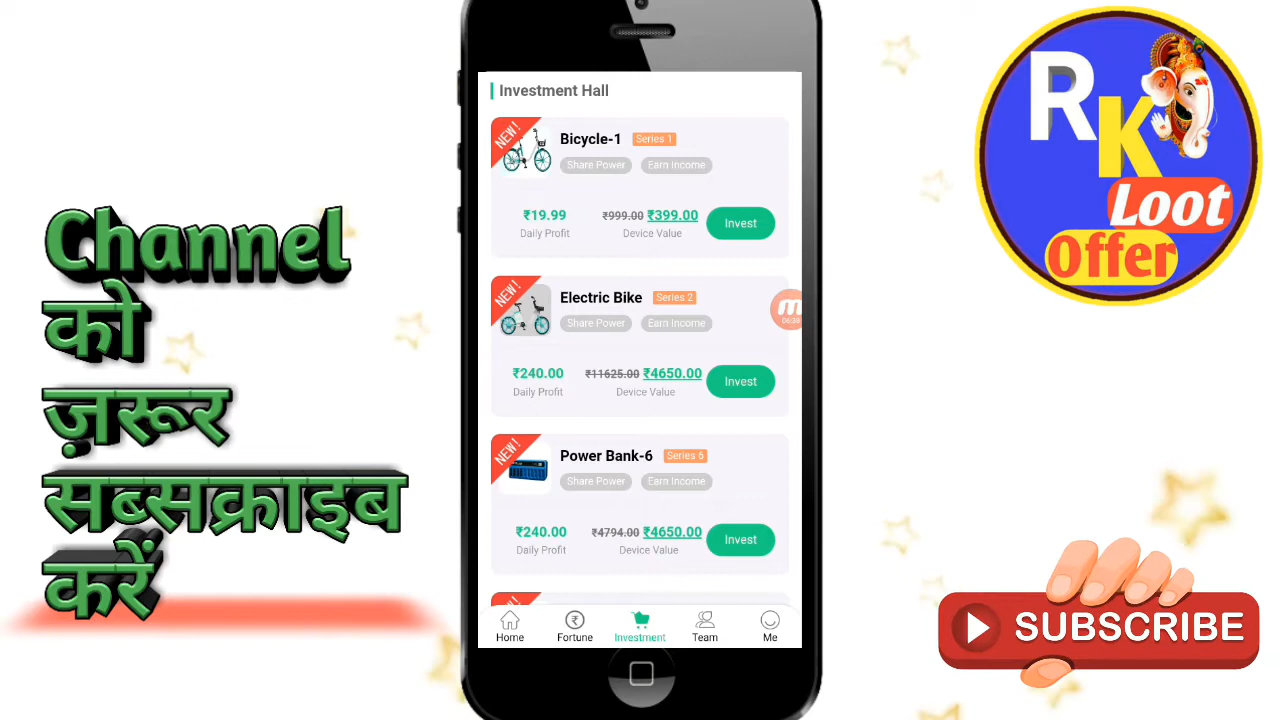 Channel
को
ज़रूर
सब्सक्राइब
करें
Investment Hall
NEW!
Bicycle-1 Series 1
Share Power Earn Income
₹19.99 ₹999.00 ₹399.00 Invest
Daily Profit Device Value
NEW!
Electric Bike Series 2
Share Power Earn Income
₹240.00 ₹11625.00 ₹4650.00 Invest
Daily Profit Device Value
NEW!
Power Bank-6 Series 6
Share Power Earn Income
₹240.00 ₹4794.00 ₹4650.00 Invest
Daily Profit Device Value
Home Fortune Investment Team Me
06:39
RK
Loot
Offer
SUBSCRIBE